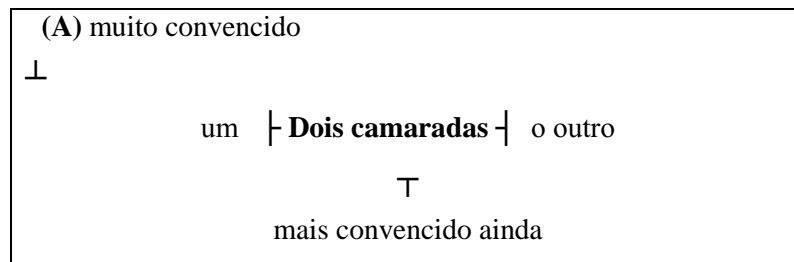 (A) muito convencido
┴
um ├ Dois camaradas ┤ o outro
┬
mais convencido ainda